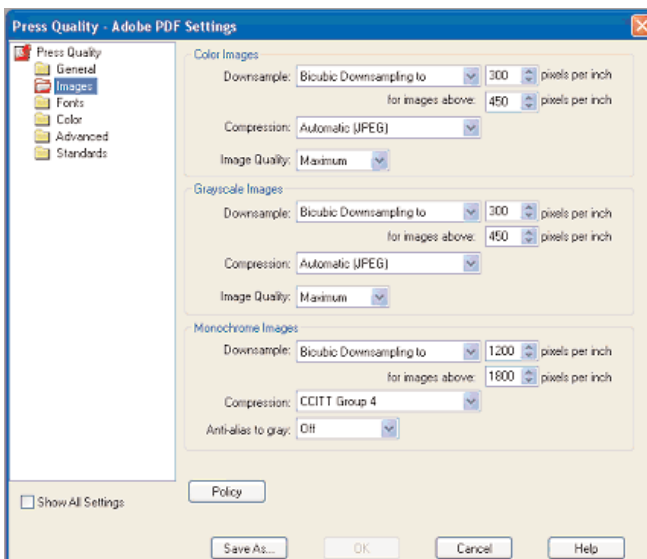 Press Quality - Adobe PDF Settings
Press Quality
General
Images
Fonts
Color
Advanced
Standards
Show All Settings
Color Images
Downsample: Bicubic Downsampling to 300 pixels per inch
for images above: 450 pixels per inch
Compression: Automatic (JPEG)
Image Quality: Maximum
Grayscale Images
Downsample: Bicubic Downsampling to 300 pixels per inch
for images above: 450 pixels per inch
Compression: Automatic (JPEG)
Image Quality: Maximum
Monochrome Images
Downsample: Bicubic Downsampling to 1200 pixels per inch
for images above: 1800 pixels per inch
Compression: CCITT Group 4
Anti-alias to gray: Off
Policy
Save As... OK Cancel Help